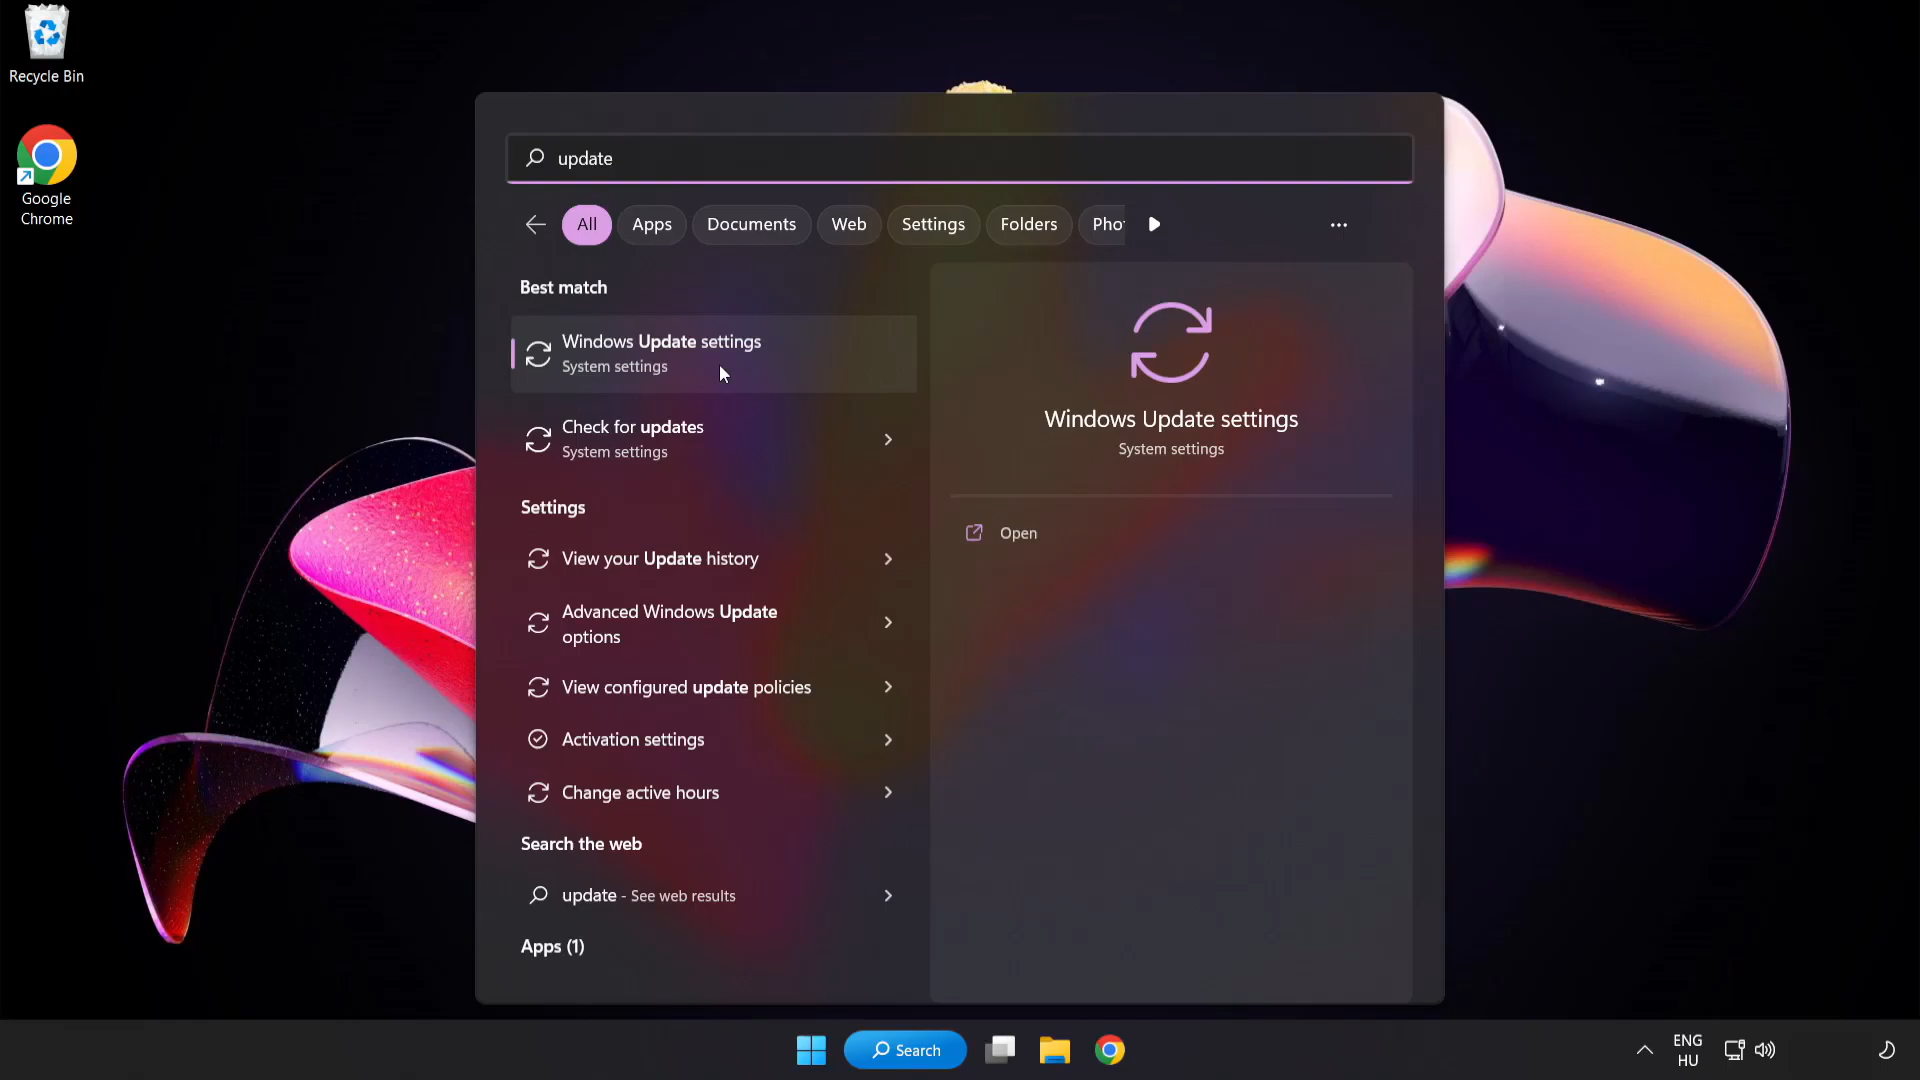 Recycle Bin
Google
Chrome
update
All
Apps
Documents
Web
Settings
Folders
Best match
Windows Update settings
System settings
Check for updates
System settings
Settings
View your Update history
Advanced Windows Update
options
View configured update policies
Activation settings
Change active hours
Search the web
update - See web results
Apps (1)
Windows Update settings
System settings
Open
Search
ENG
HU